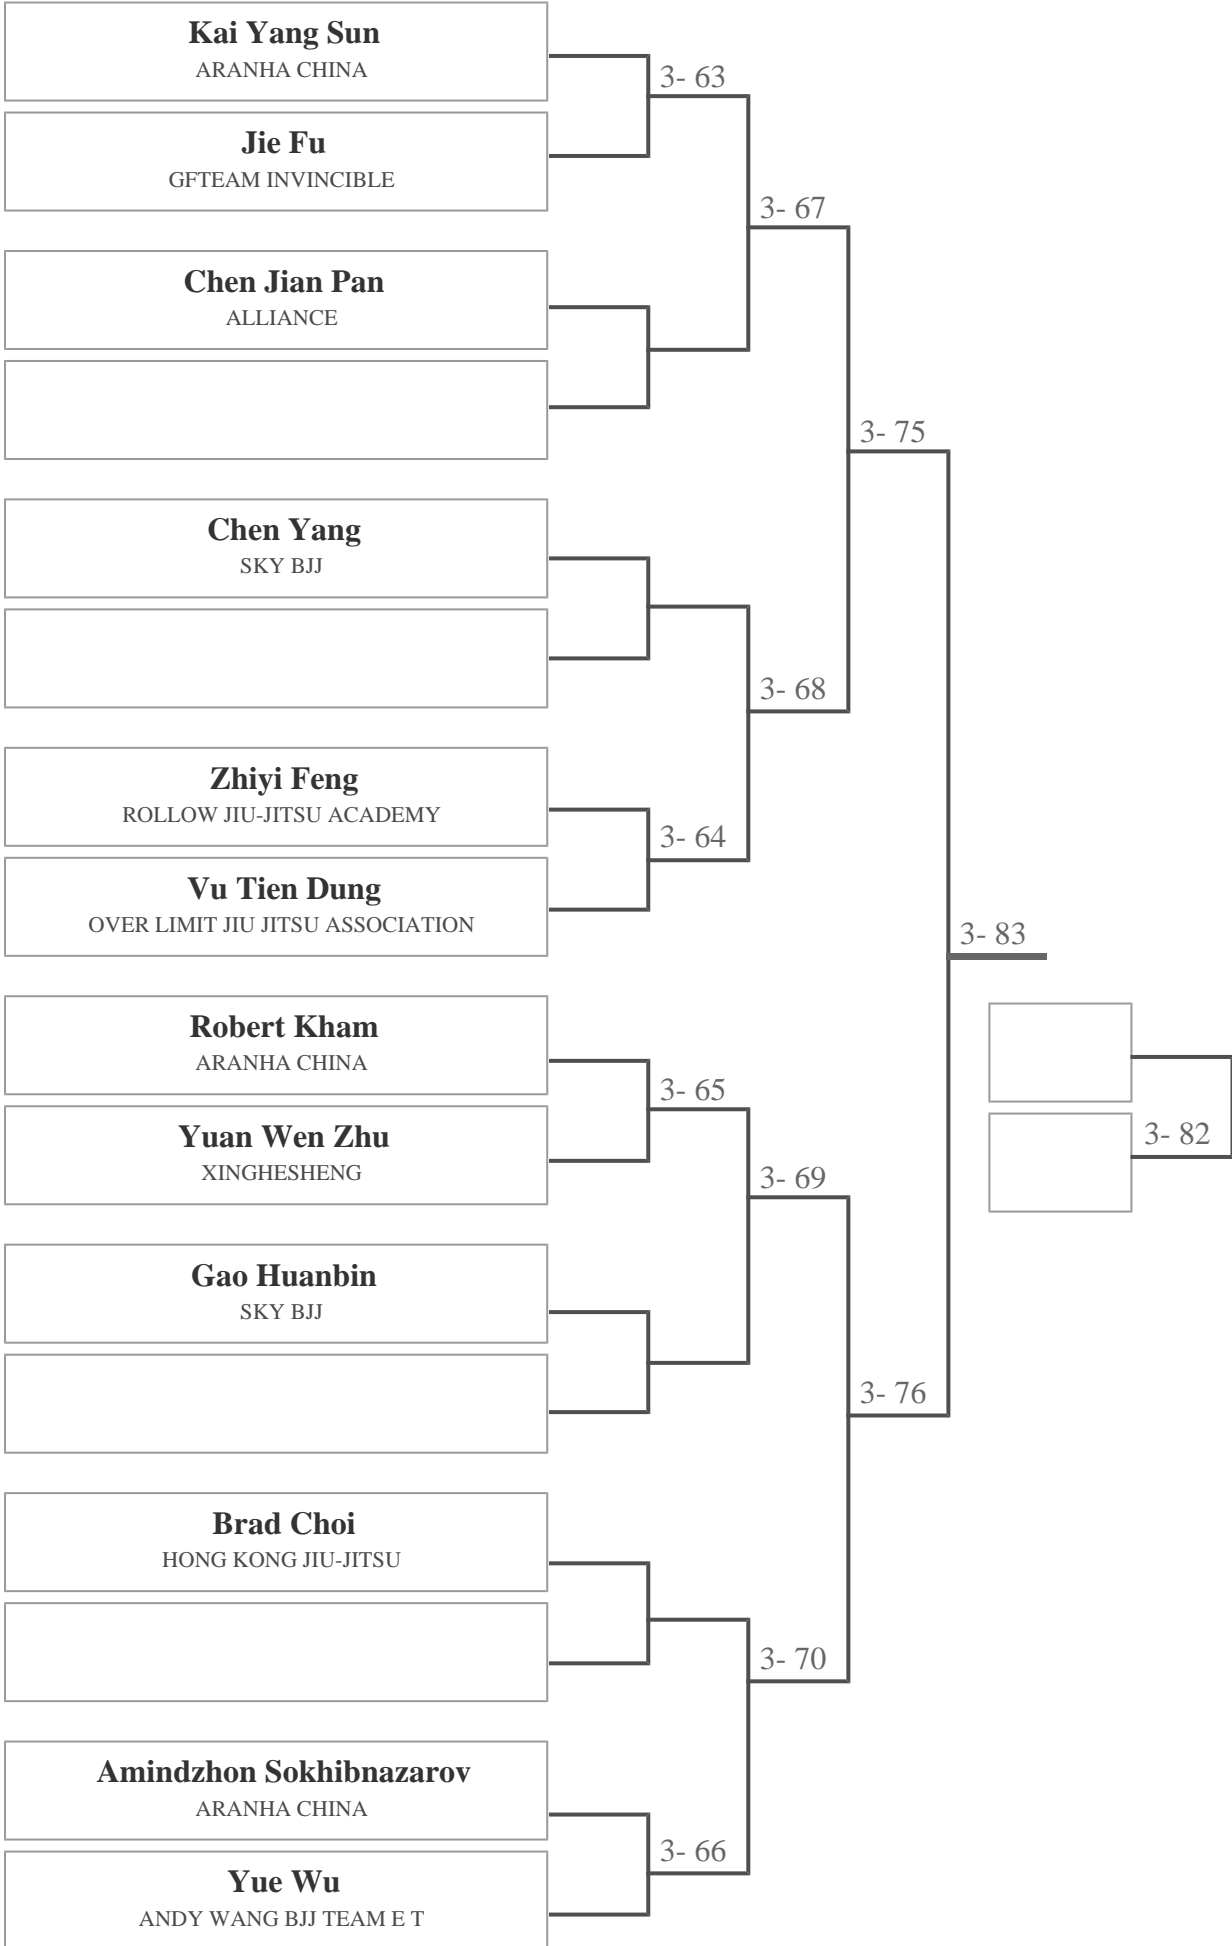 Kai Yang Sun
ARANHA CHINA
3- 63
Jie Fu
GFTEAM INVINCIBLE
3- 67
Chen Jian Pan
ALLIANCE
3- 75
Chen Yang
SKY BJJ
3- 68
Zhiyi Feng
ROLLOW JIU-JITSU ACADEMY
3- 64
Vu Tien Dung
OVER LIMIT JIU JITSU ASSOCIATION
3- 83
Robert Kham
ARANHA CHINA
3- 65
Yuan Wen Zhu
XINGHESHENG
3- 82
3- 69
Gao Huanbin
SKY BJJ
3- 76
Brad Choi
HONG KONG JIU-JITSU
3- 70
Amindzhon Sokhibnazarov
ARANHA CHINA
3- 66
Yue Wu
ANDY WANG BJJ TEAM E T